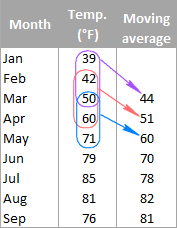 Month Temp. (°F) Moving average
Jan 39
Feb 42
Mar 50 44
Apr 60 51
May 71 60
Jun 79 70
Jul 85 78
Aug 81 82
Sep 76 81